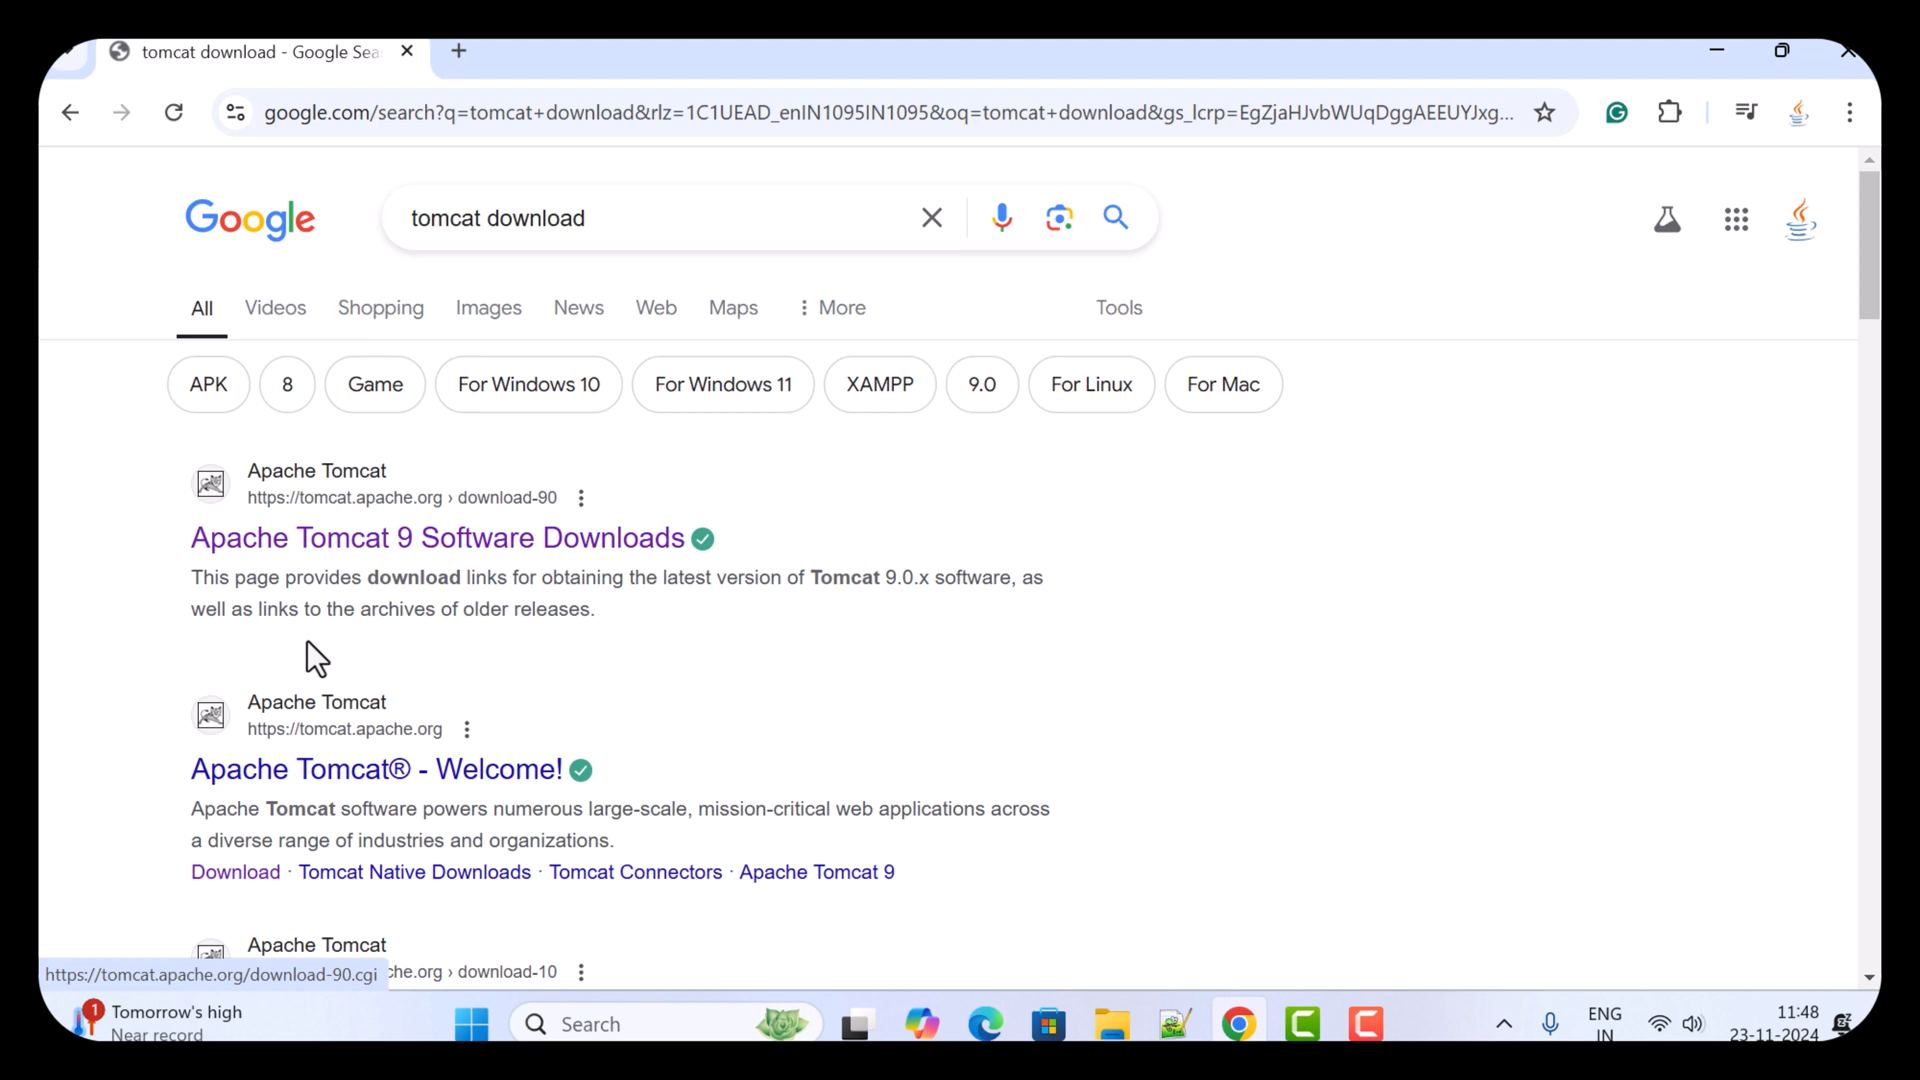 tomcat download - Google Sea
google.com/search?q=tomcat+download&rlz=1C1UEAD_enIN1095IN1095&oq=tomcat+download&gs_lcrp=EgZjaHJvbWUqDggAEEUYJxg...
Google
tomcat download
All Videos Shopping Images News Web Maps More Tools
APK 8 Game For Windows 10 For Windows 11 XAMPP 9.0 For Linux For Mac
Apache Tomcat
https://tomcat.apache.org › download-90
Apache Tomcat 9 Software Downloads
This page provides download links for obtaining the latest version of Tomcat 9.0.x software, as
well as links to the archives of older releases.
Apache Tomcat
https://tomcat.apache.org
Apache Tomcat® - Welcome!
Apache Tomcat software powers numerous large-scale, mission-critical web applications across
a diverse range of industries and organizations.
Download · Tomcat Native Downloads · Tomcat Connectors · Apache Tomcat 9
Apache Tomcat
https://tomcat.apache.org/download-90.cgi
che.org › download-10
1
Tomorrow's high
Near record
Search
ENG
IN
11:48
23-11-2024